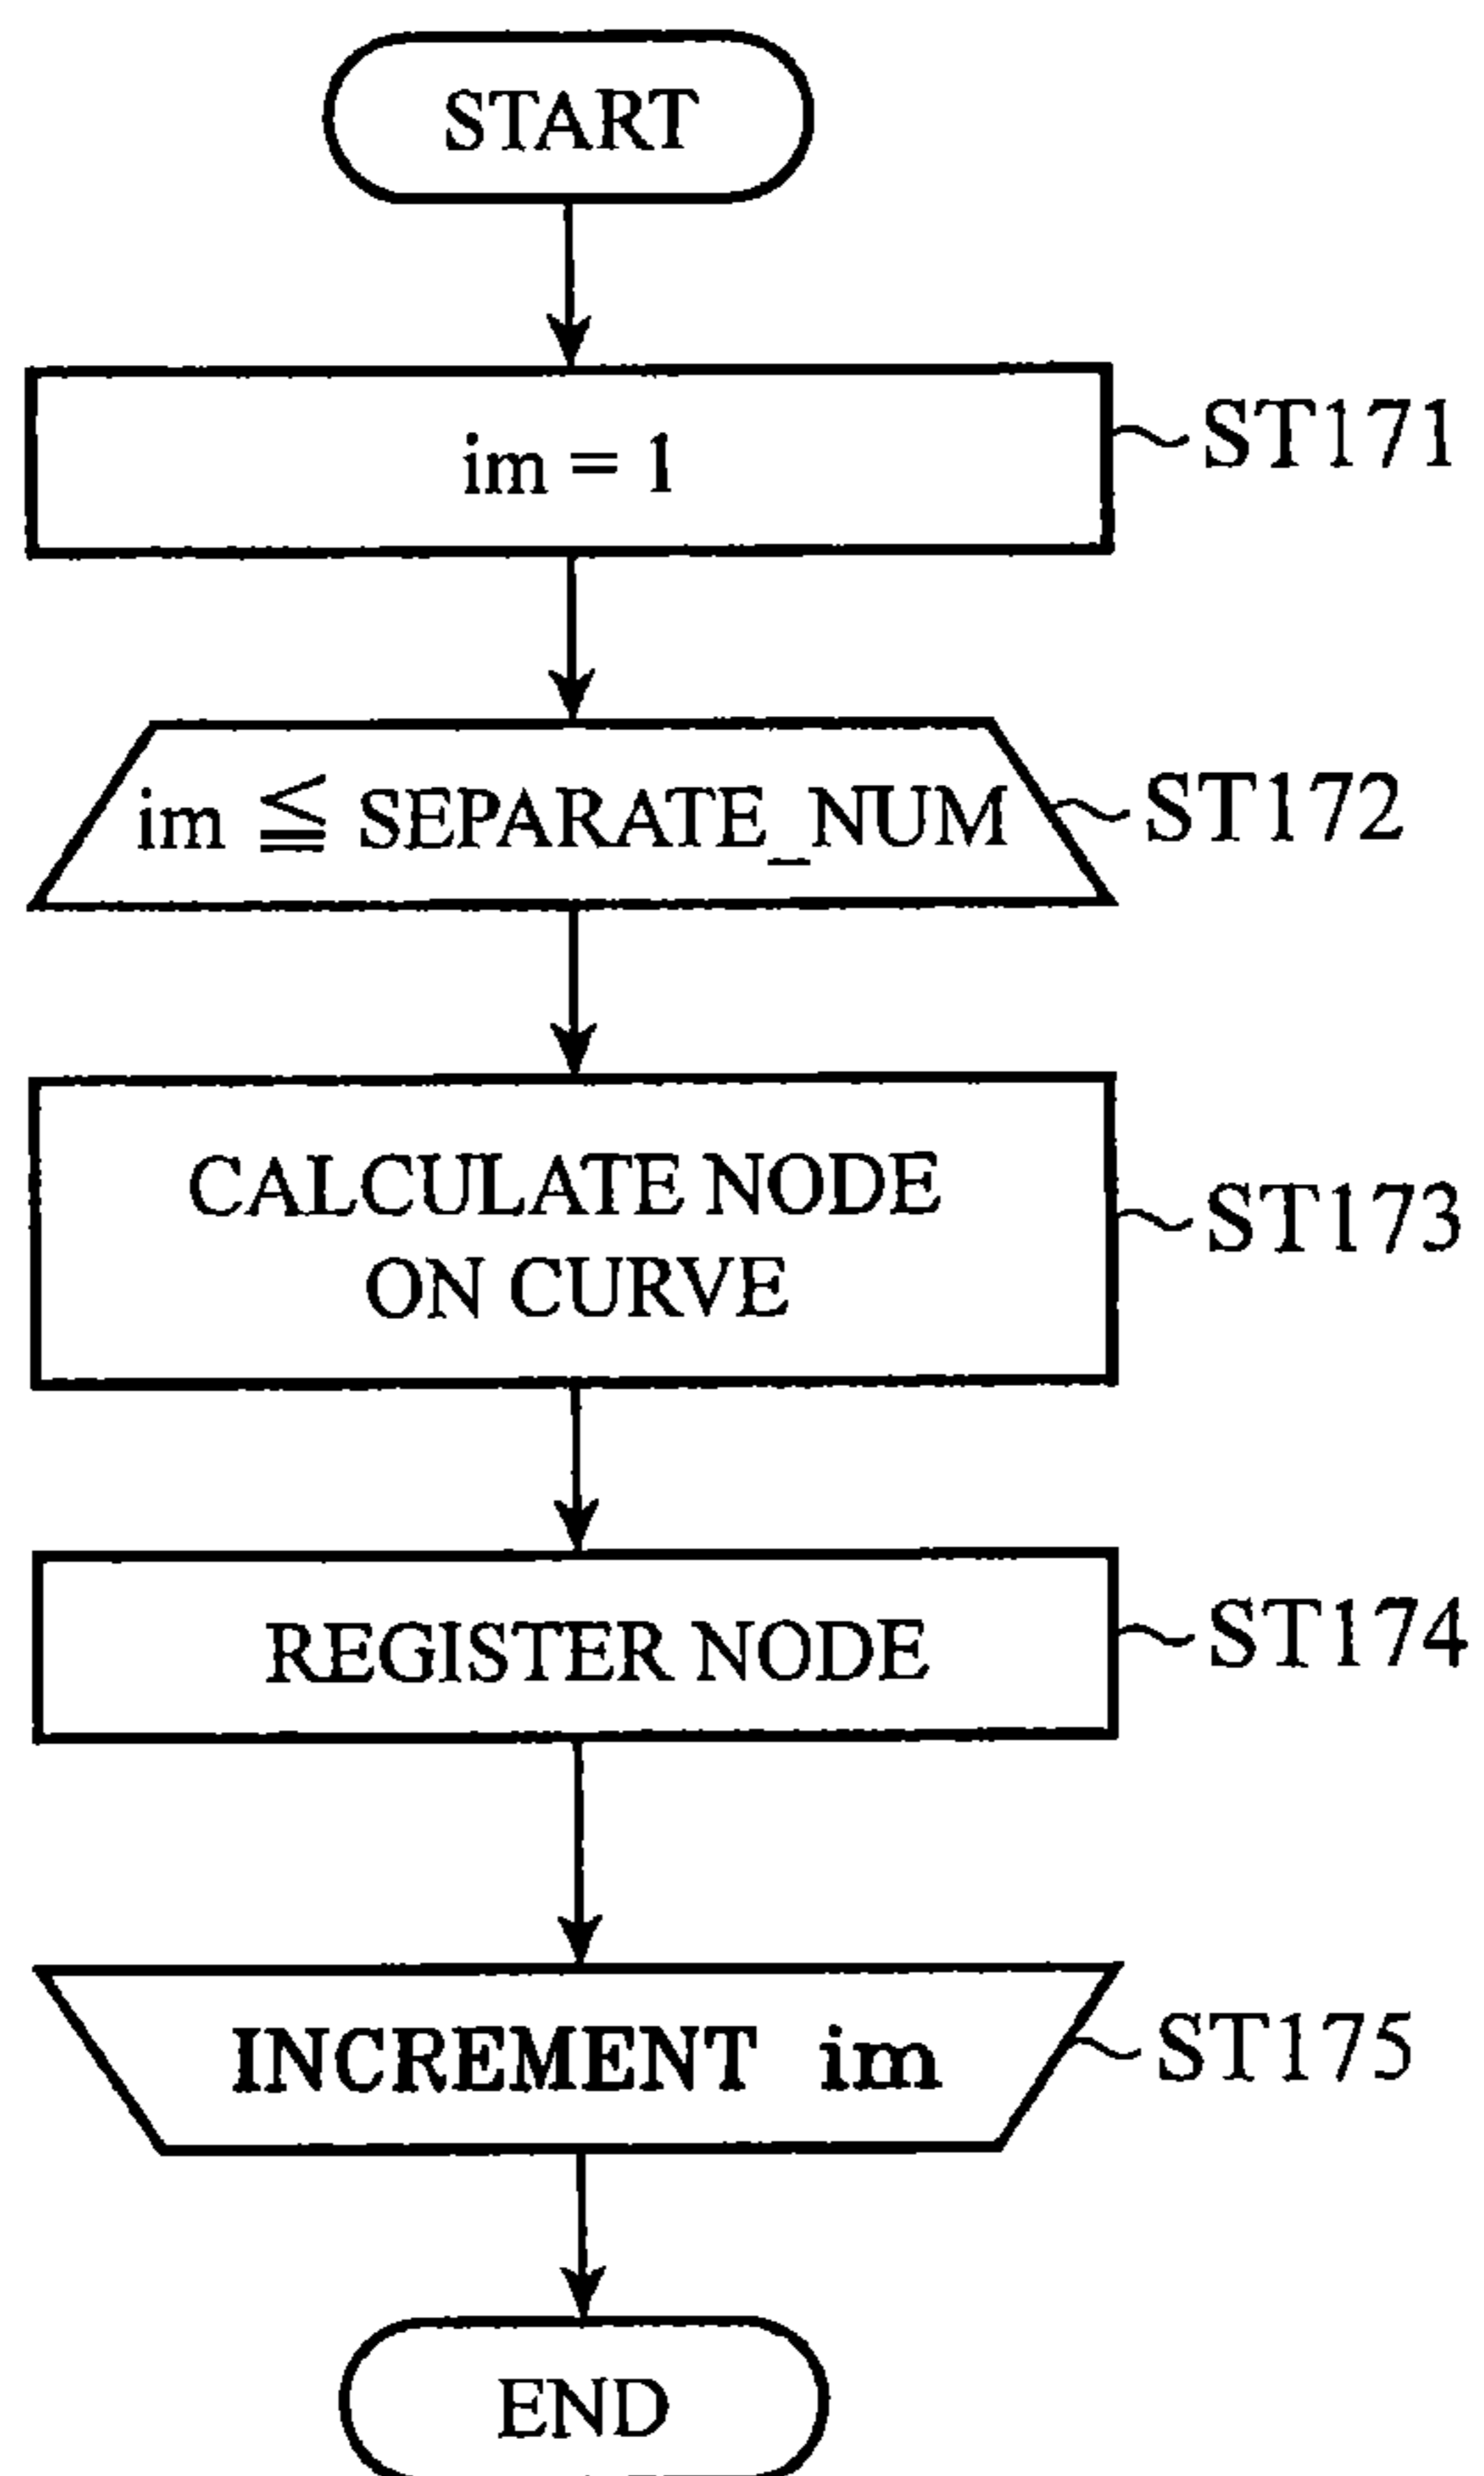 START
im = 1
ST171
im ≦ SEPARATE_NUM
ST172
CALCULATE NODE
ON CURVE
ST173
REGISTER NODE
ST174
INCREMENT im
ST175
END